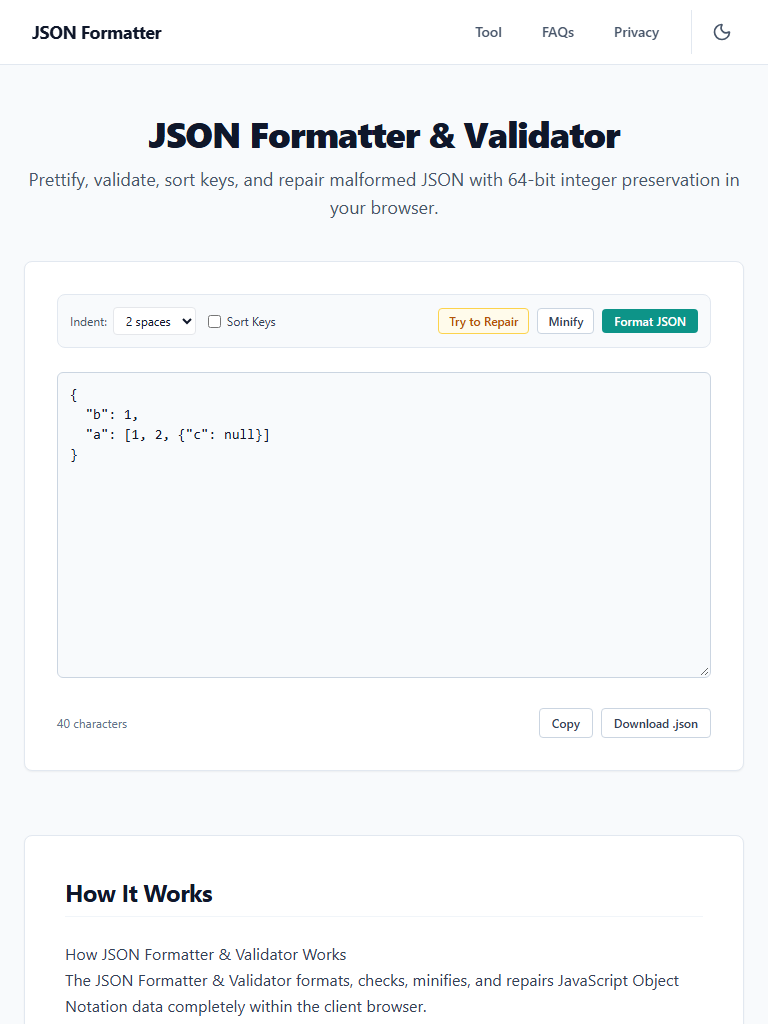 JSON Formatter
Tool
FAQs
Privacy
JSON Formatter & Validator
Prettify, validate, sort keys, and repair malformed JSON with 64-bit integer preservation in
your browser.
Indent:
2 spaces
Sort Keys
Try to Repair
Minify
Format JSON
{
  "b": 1,
  "a": [1, 2, {"c": null}]
}
40 characters
Copy
Download .json
How It Works
How JSON Formatter & Validator Works
The JSON Formatter & Validator formats, checks, minifies, and repairs JavaScript Object
Notation data completely within the client browser.